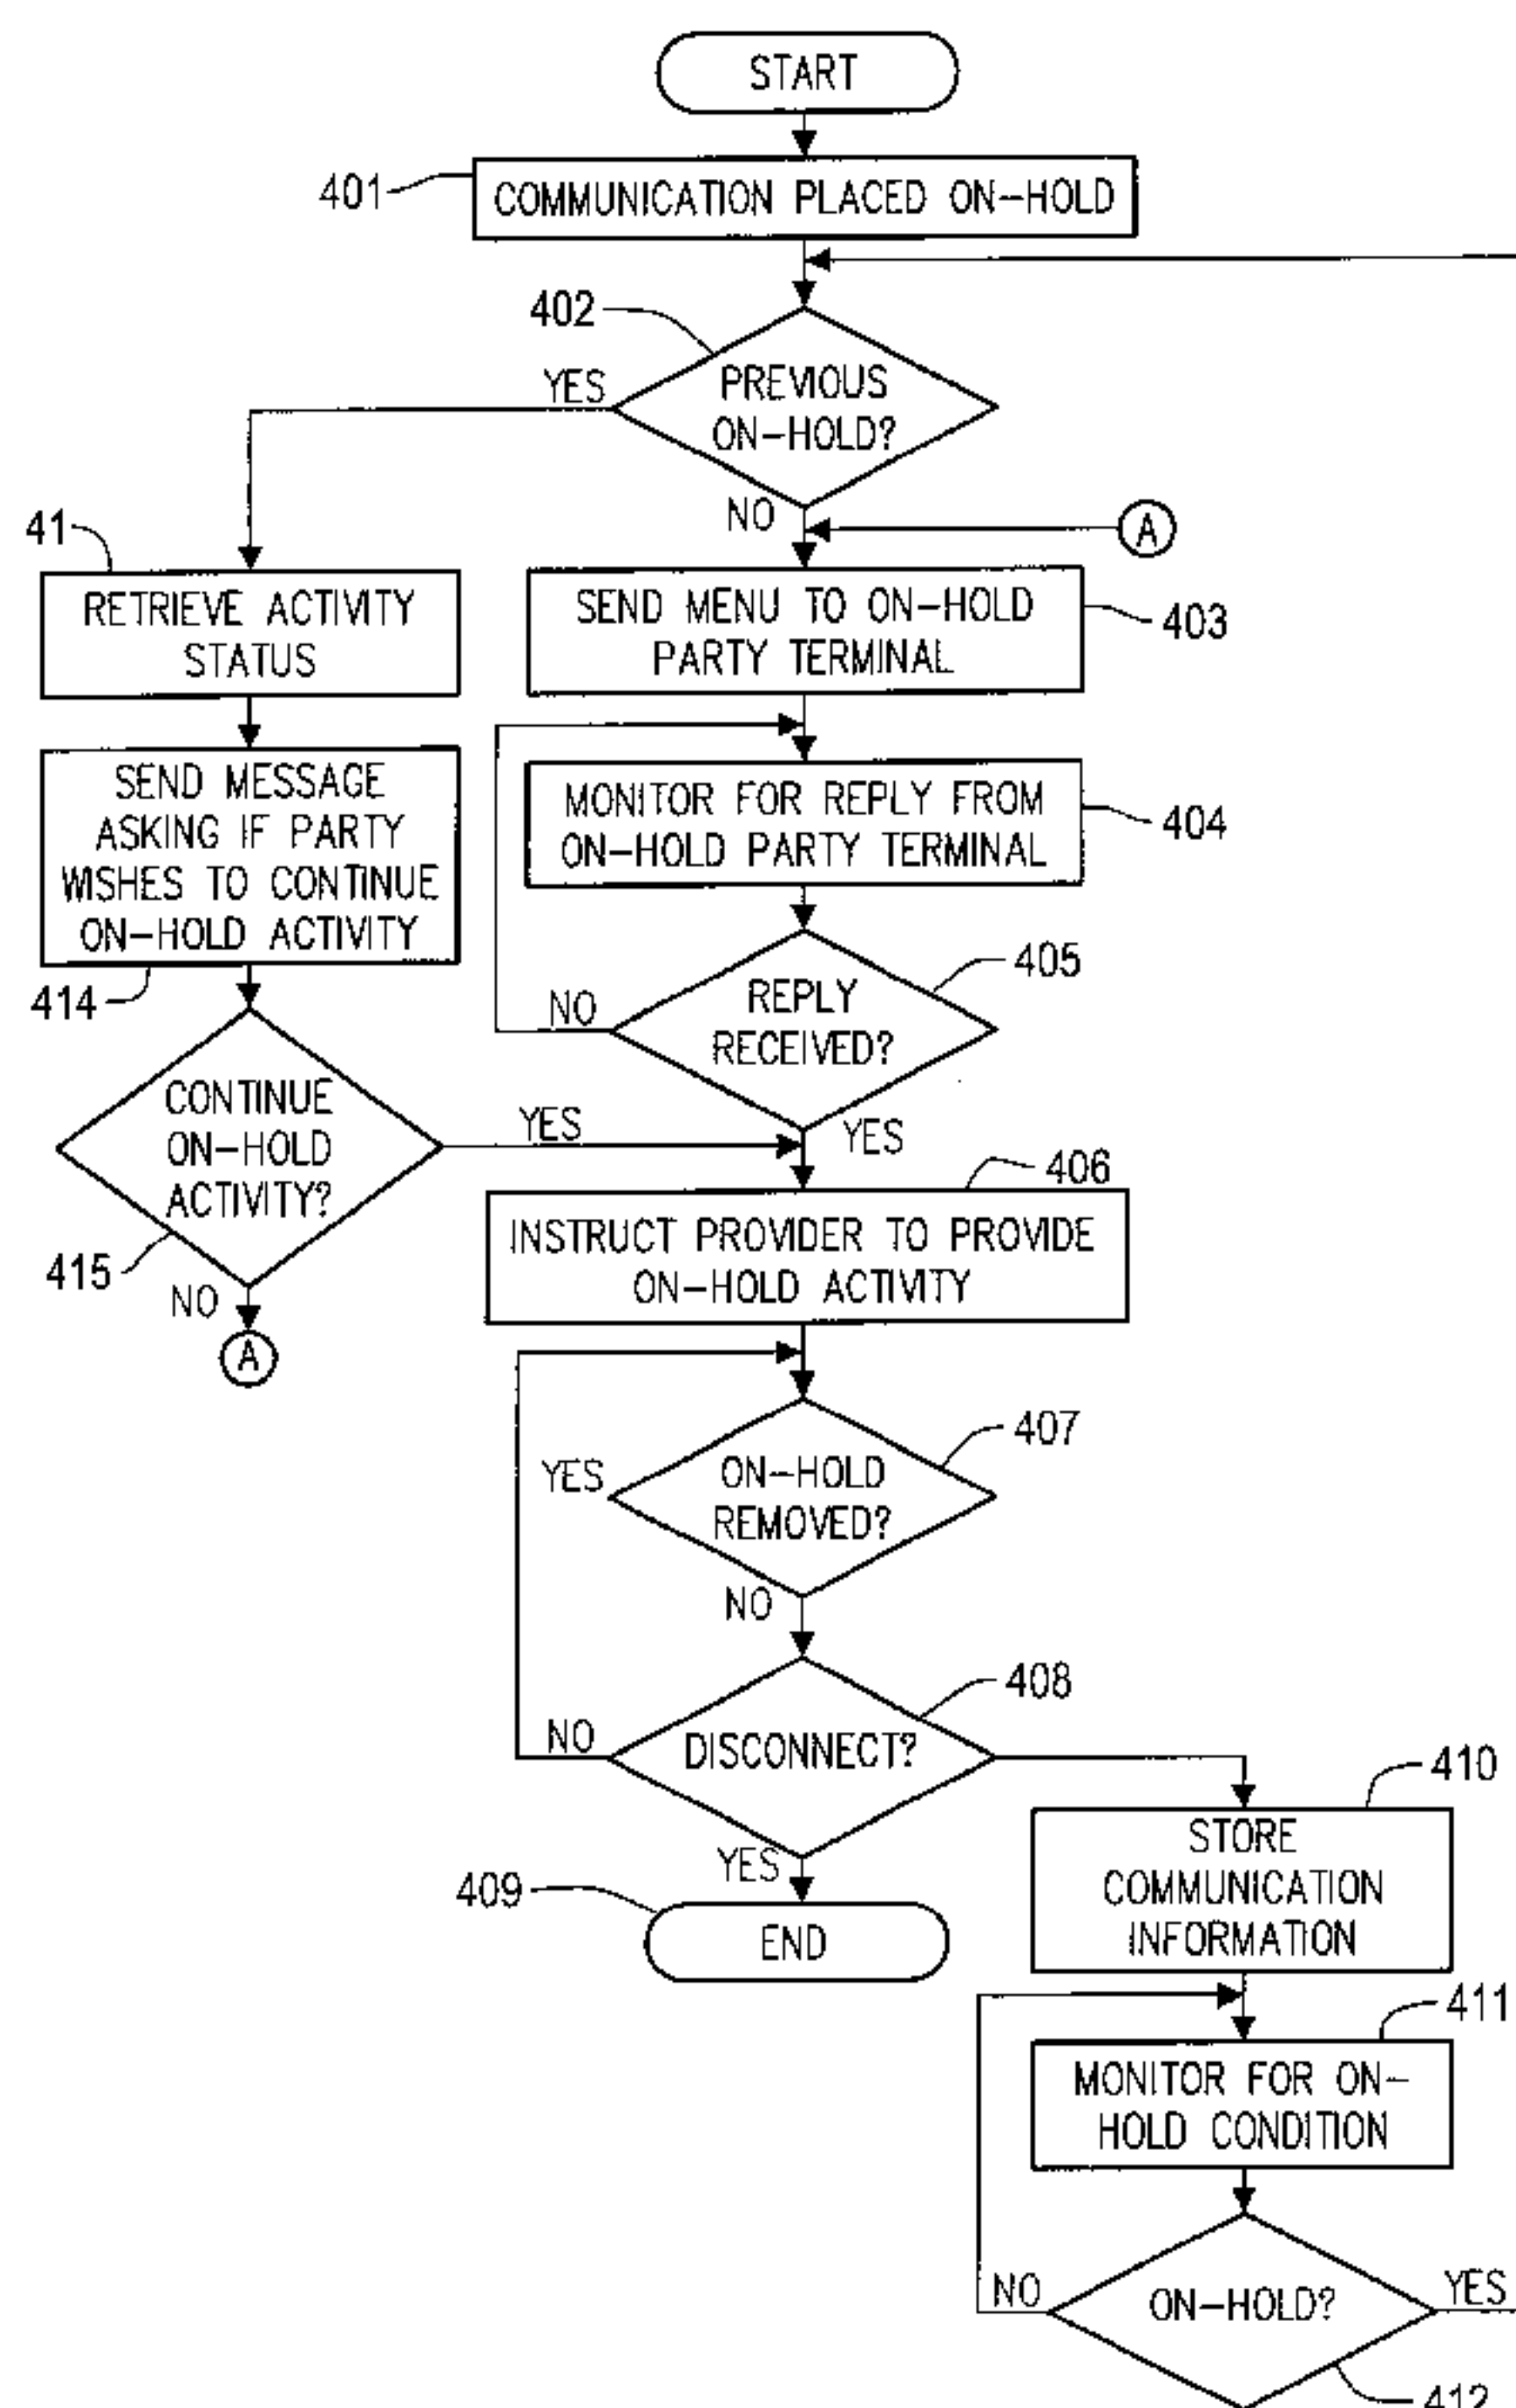 START
401
COMMUNICATION PLACED ON-HOLD
402
YES
PREVIOUS
ON-HOLD?
NO
A
41
RETRIEVE ACTIVITY
STATUS
SEND MENU TO ON-HOLD
PARTY TERMINAL
403
SEND MESSAGE
ASKING IF PARTY
WISHES TO CONTINUE
ON-HOLD ACTIVITY
414
MONITOR FOR REPLY FROM
ON-HOLD PARTY TERMINAL
404
405
NO
REPLY
RECEIVED?
YES
CONTINUE
ON-HOLD
ACTIVITY?
YES
415
NO
A
406
INSTRUCT PROVIDER TO PROVIDE
ON-HOLD ACTIVITY
407
YES
ON-HOLD
REMOVED?
NO
408
NO
DISCONNECT?
YES
409
END
410
STORE
COMMUNICATION
INFORMATION
411
MONITOR FOR ON-
HOLD CONDITION
NO
ON-HOLD?
YES
412